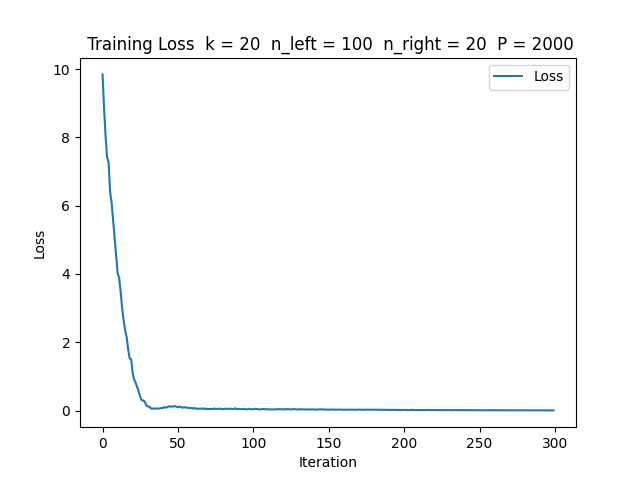 Training Loss  k = 20  n_left = 100  n_right = 20  P = 2000
Loss
10
8
6
4
2
0
Loss
0 50 100 150 200 250 300
Iteration